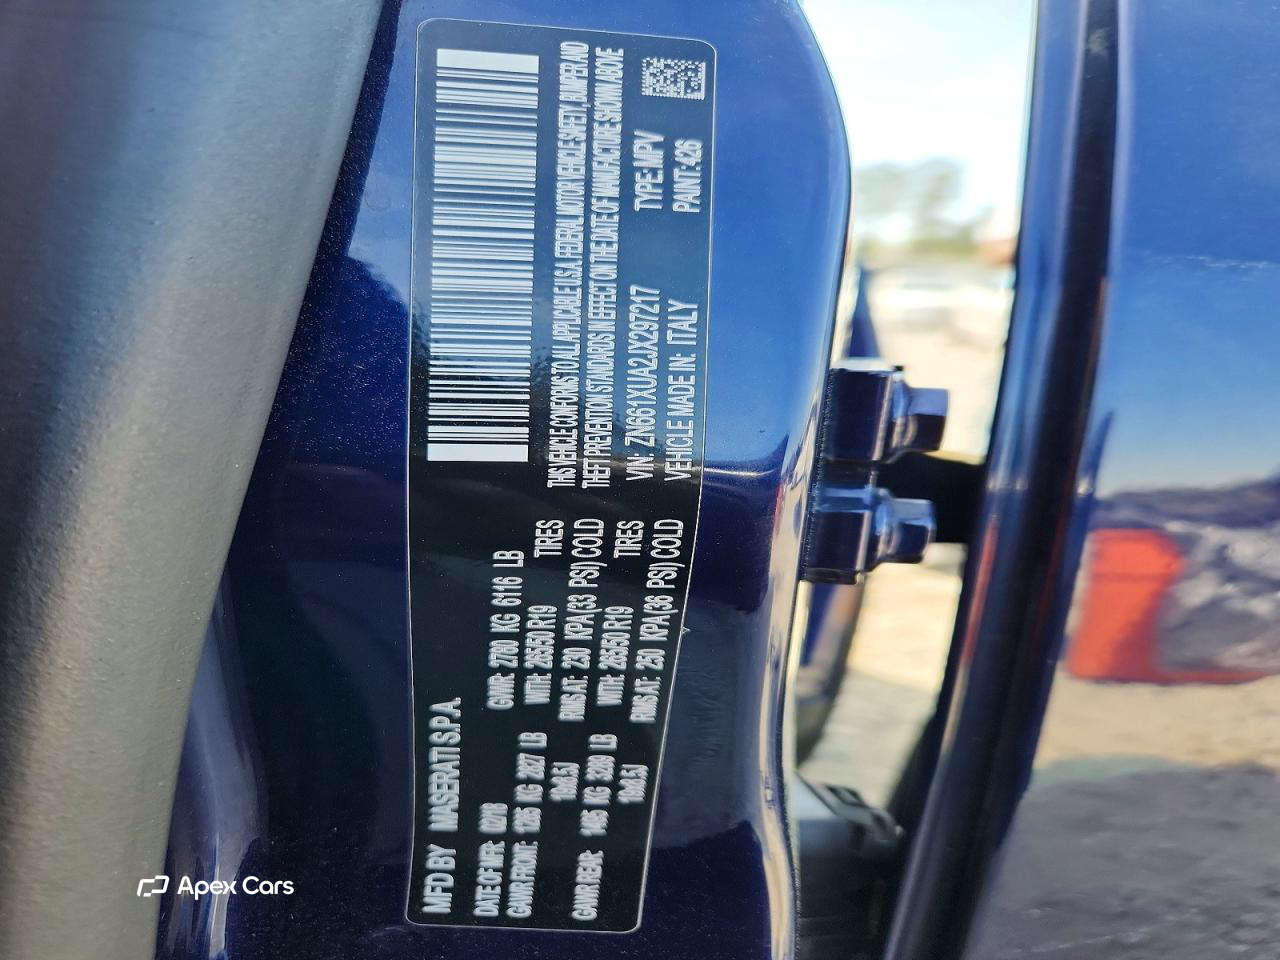 MFD BY MASERATI S.P.A.
DATE OF MFR: 02/18
GVWR: 2780 KG 6116 LB
GAWR FRONT: 1285 KG 2827 LB
WITH: 265/50 R19 TIRES
19x8.5J
RIMS AT: 230 KPA(33 PSI) COLD
GAWR REAR: 1495 KG LB
WITH: 265/50 R19 TIRES
19x8.5J
RIMS AT: 250 KPA(36 PSI) COLD
THIS VEHICLE CONFORMS TO ALL APPLICABLE U.S.A. FEDERAL MOTOR VEHICLE SAFETY, BUMPER AND
THEFT PREVENTION STANDARDS IN EFFECT ON THE DATE OF MANUFACTURE SHOWN ABOVE
VIN: ZN661XUA2JX297217 TYPE: MPV
VEHICLE MADE IN: ITALY PAINT: 426
Apex Cars